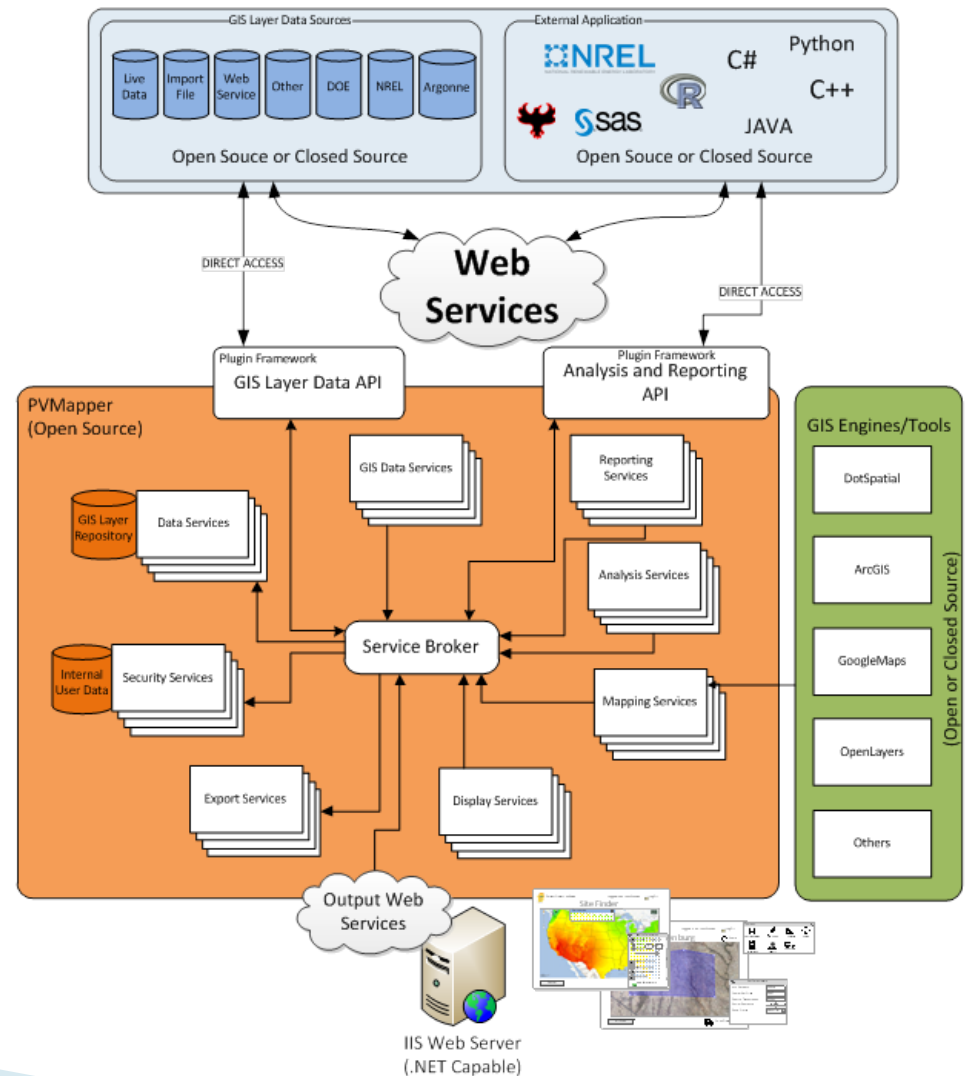 GIS Layer Data Sources
External Application
Live
Data
Import
File
Web
Service
Other
DOE
NREL
Argonne
NREL
NATIONAL RENEWABLE ENERGY LABORATORY
C#
Python
C++
R
sas
JAVA
Open Souce or Closed Source
Open Souce or Closed Source
Web
Services
DIRECT ACCESS
DIRECT ACCESS
Plugin Framework
GIS Layer Data API
Plugin Framework
Analysis and Reporting
API
PVMapper
(Open Source)
GIS Engines/Tools
GIS Data Services
Reporting
Services
DotSpatial
GIS Layer
Repository
Data Services
Analysis Services
ArcGIS
Service Broker
Internal
User Data
Security Services
Mapping Services
GoogleMaps
(Open or Closed Source)
OpenLayers
Export Services
Display Services
Others
Output Web
Services
Site Finder
IIS Web Server
(.NET Capable)